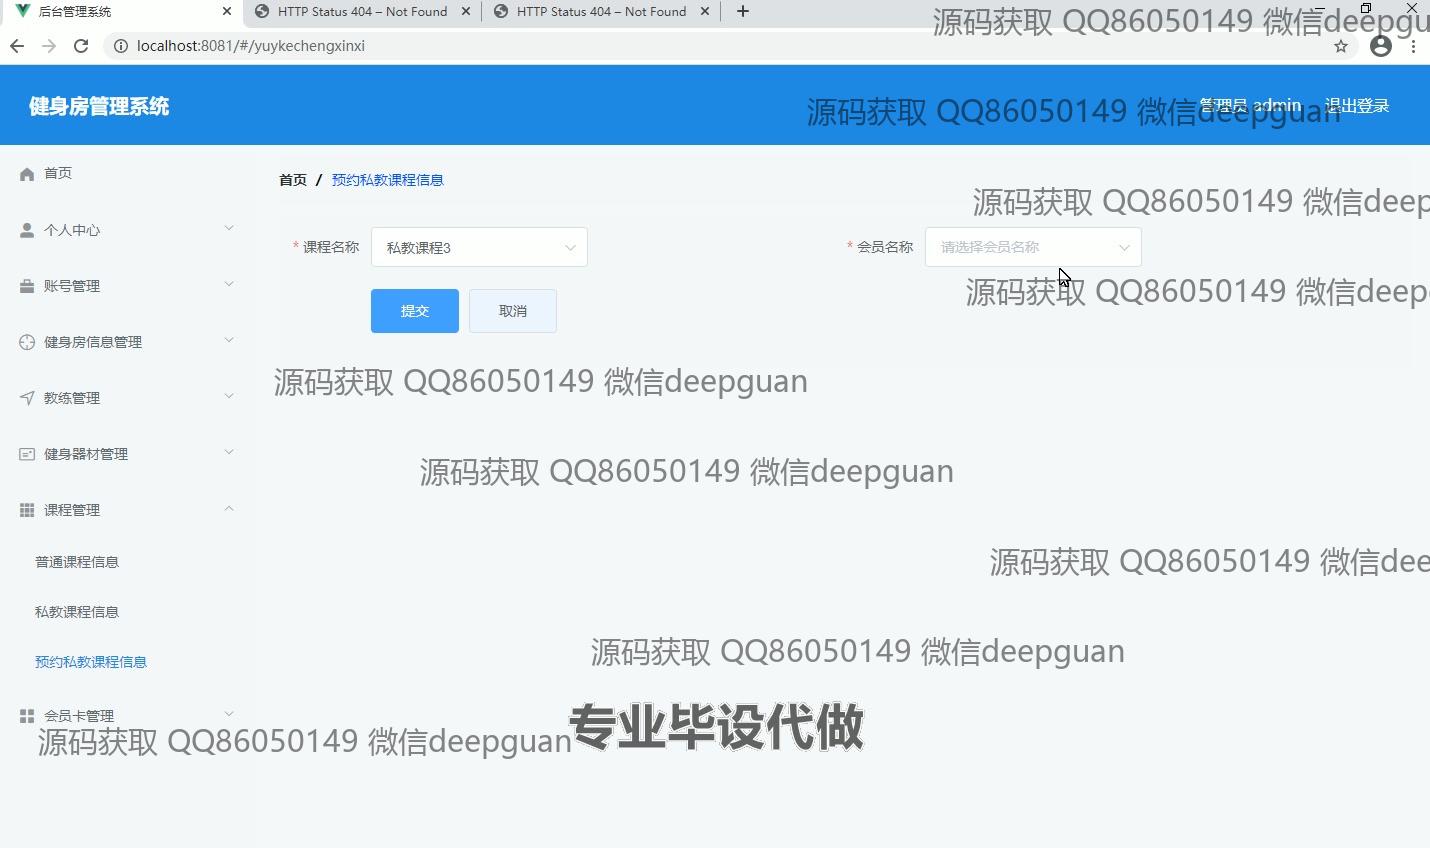 后台管理系统
HTTP Status 404 – Not Found
HTTP Status 404 – Not Found
源码获取 QQ86050149 微信deepgu
localhost:8081/#/yuykechengxinxi
健身房管理系统
管理员 admin
退出登录
源码获取 QQ86050149 微信deepguan
首页
首页 / 预约私教课程信息
源码获取 QQ86050149 微信deep
个人中心
* 课程名称
私教课程3
* 会员名称
请选择会员名称
账号管理
源码获取 QQ86050149 微信deep
提交
取消
健身房信息管理
源码获取 QQ86050149 微信deepguan
教练管理
健身器材管理
源码获取 QQ86050149 微信deepguan
课程管理
普通课程信息
源码获取 QQ86050149 微信dee
私教课程信息
预约私教课程信息
源码获取 QQ86050149 微信deepguan
会员卡管理
源码获取 QQ86050149 微信deepguan
专业毕设代做